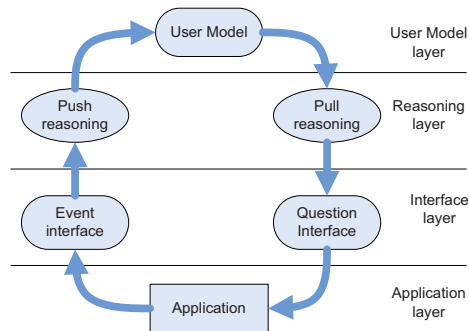 User Model
User Model
layer
Push
reasoning
Pull
reasoning
Reasoning
layer
Event
interface
Question
Interface
Interface
layer
Application
Application
layer